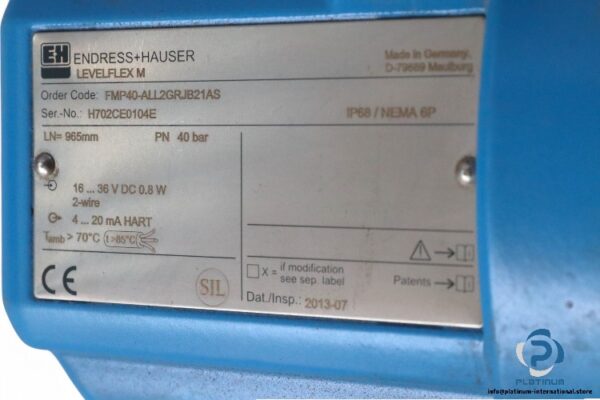 EH ENDRESS+HAUSER
LEVELFLEX M
Made in Germany,
D-79689 Maulburg
Order Code: FMP40-ALL2GRJB21AS
Ser.-No.: H702CE0104E
IP68 / NEMA 6P
LN= 965mm PN 40 bar
16 ... 36 V DC 0.8 W
2-wire
4 ... 20 mA HART
Tamb > 70°C t >85°C
CE
SIL
X = if modification
see sep. label
Patents
Dat./Insp.: 2013-07
PLATINUM
INTERNATIONAL
info@platinum-international.store